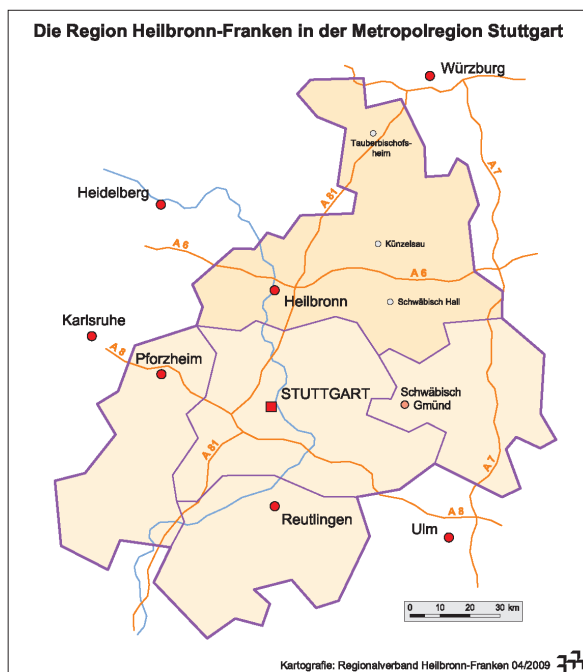 Die Region Heilbronn-Franken in der Metropolregion Stuttgart
Würzburg
Tauberbischofs-
heim
A 7
A 81
Heidelberg
A 6
Künzelsau
A 6
Heilbronn
Schwäbisch Hall
Karlsruhe
A 8
Pforzheim
STUTTGART
Schwäbisch
Gmünd
A 81
A 7
Reutlingen
A 8
Ulm
0 10 20 30 km
Kartografie: Regionalverband Heilbronn-Franken 04/2009